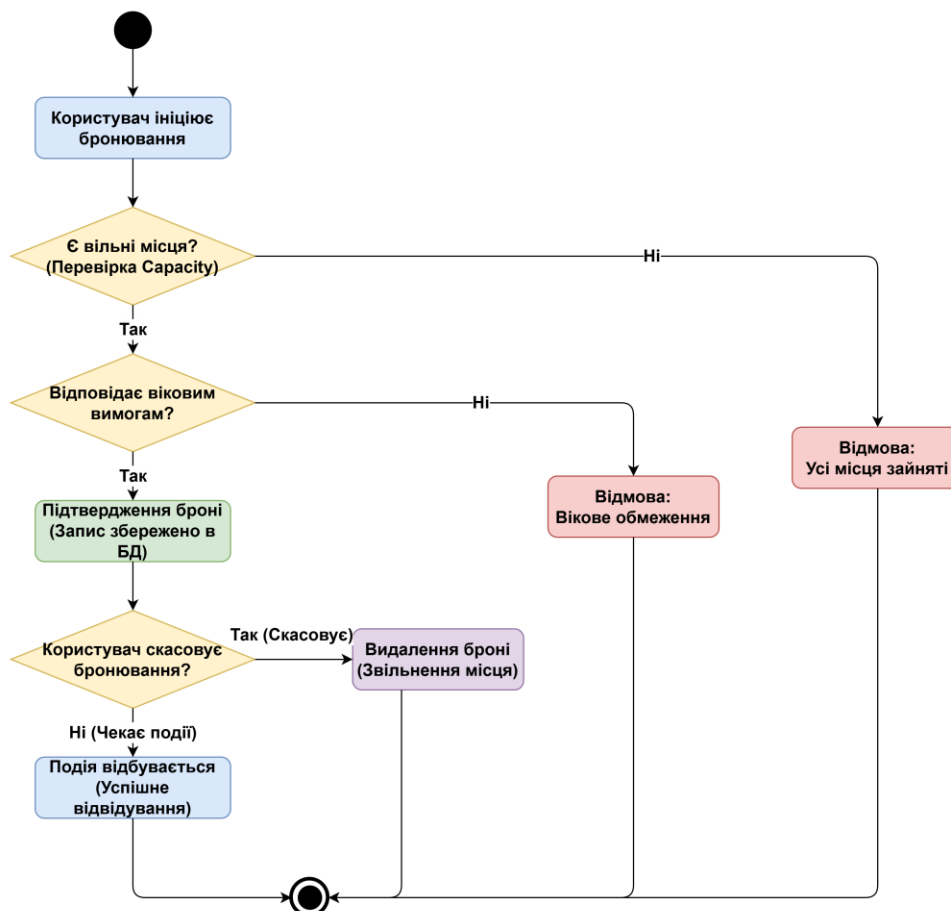 Користувач ініціює
бронювання
Є вільні місця?
(Перевірка Capacity)
Ні
Так
Відповідає віковим
вимогам?
Ні
Відмова:
Усі місця зайняті
Так
Підтвердження броні
(Запис збережено в
БД)
Відмова:
Вікове обмеження
Користувач скасовує
бронювання?
Так (Скасовує)
Видалення броні
(Звільнення місця)
Ні (Чекає події)
Подія відбувається
(Успішне
відвідування)